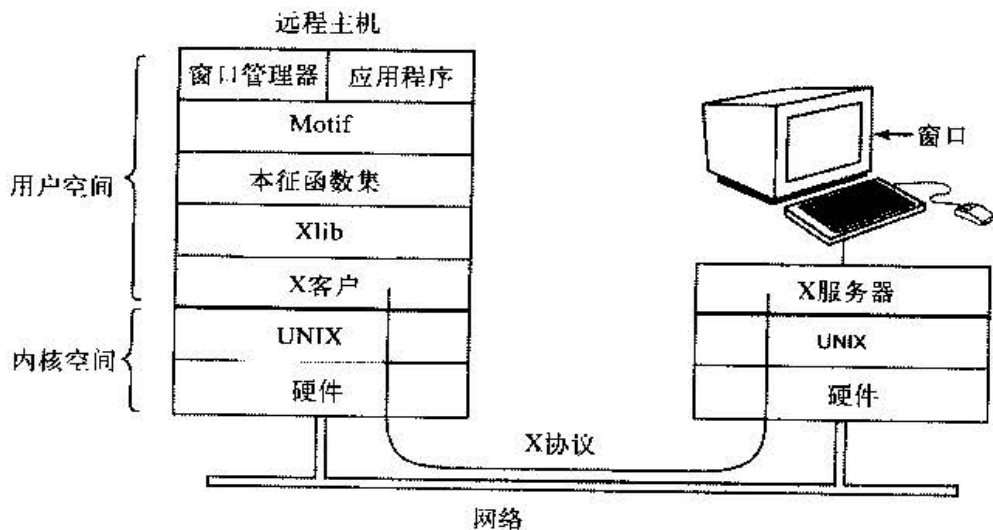 远程主机
窗口管理器
应用程序
Motif
本征函数集
Xlib
X客户
UNIX
硬件
用户空间
内核空间
窗口
X服务器
UNIX
硬件
X协议
网络